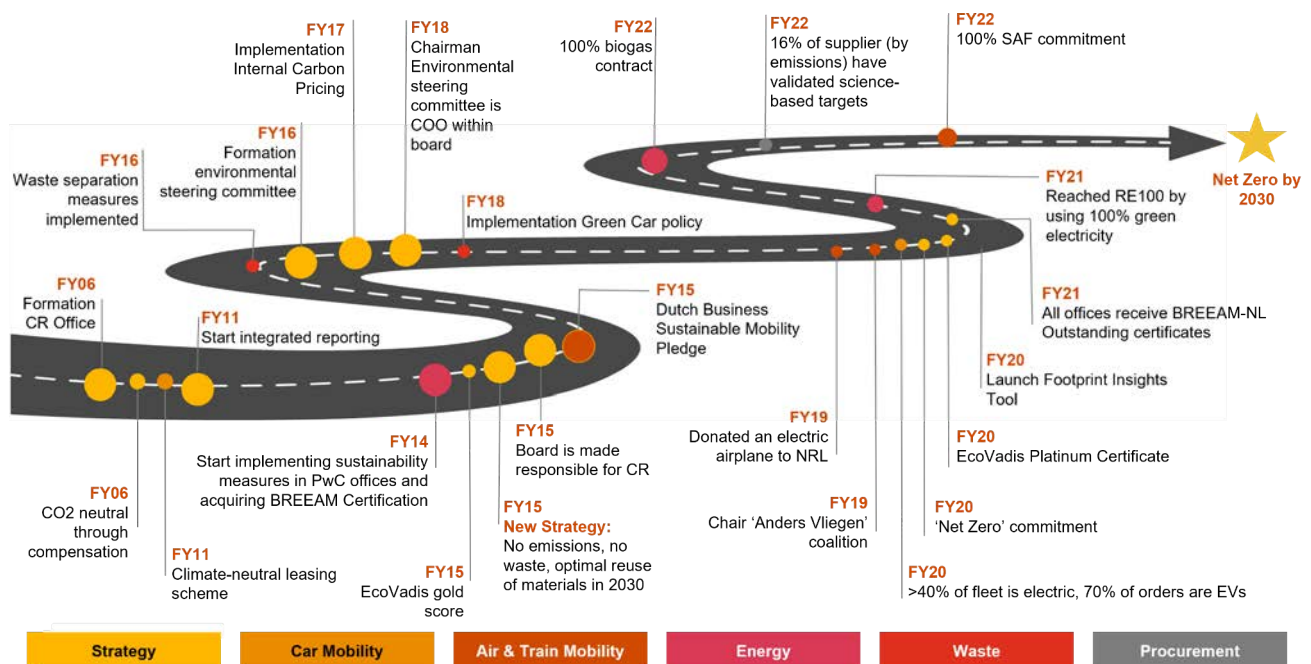 FY17
Implementation
Internal Carbon
Pricing
FY18
Chairman
Environmental
steering
committee is
COO within
board
FY22
100% biogas
contract
FY22
16% of supplier (by
emissions) have
validated science-
based targets
FY22
100% SAF commitment
FY16
Waste separation
measures
implemented
FY16
Formation
environmental
steering committee
FY18
Implementation Green Car policy
FY21
Reached RE100 by
using 100% green
electricity
Net Zero by
2030
FY06
Formation
CR Office
FY11
Start integrated reporting
FY15
Dutch Business
Sustainable Mobility
Pledge
FY21
All offices receive BREEAM-NL
Outstanding certificates
FY20
Launch Footprint Insights
Tool
FY06
CO2 neutral
through
compensation
FY11
Climate-neutral leasing
scheme
FY14
Start implementing sustainability
measures in PwC offices and
acquiring BREEAM Certification
FY15
EcoVadis gold
score
FY15
Board is made
responsible for CR
FY15
New Strategy:
No emissions, no
waste, optimal reuse
of materials in 2030
FY19
Donated an electric
airplane to NRL
FY19
Chair ‘Anders Vliegen’
coalition
FY20
EcoVadis Platinum Certificate
FY20
‘Net Zero’ commitment
FY20
>40% of fleet is electric, 70% of orders are EVs
Strategy
Car Mobility
Air & Train Mobility
Energy
Waste
Procurement